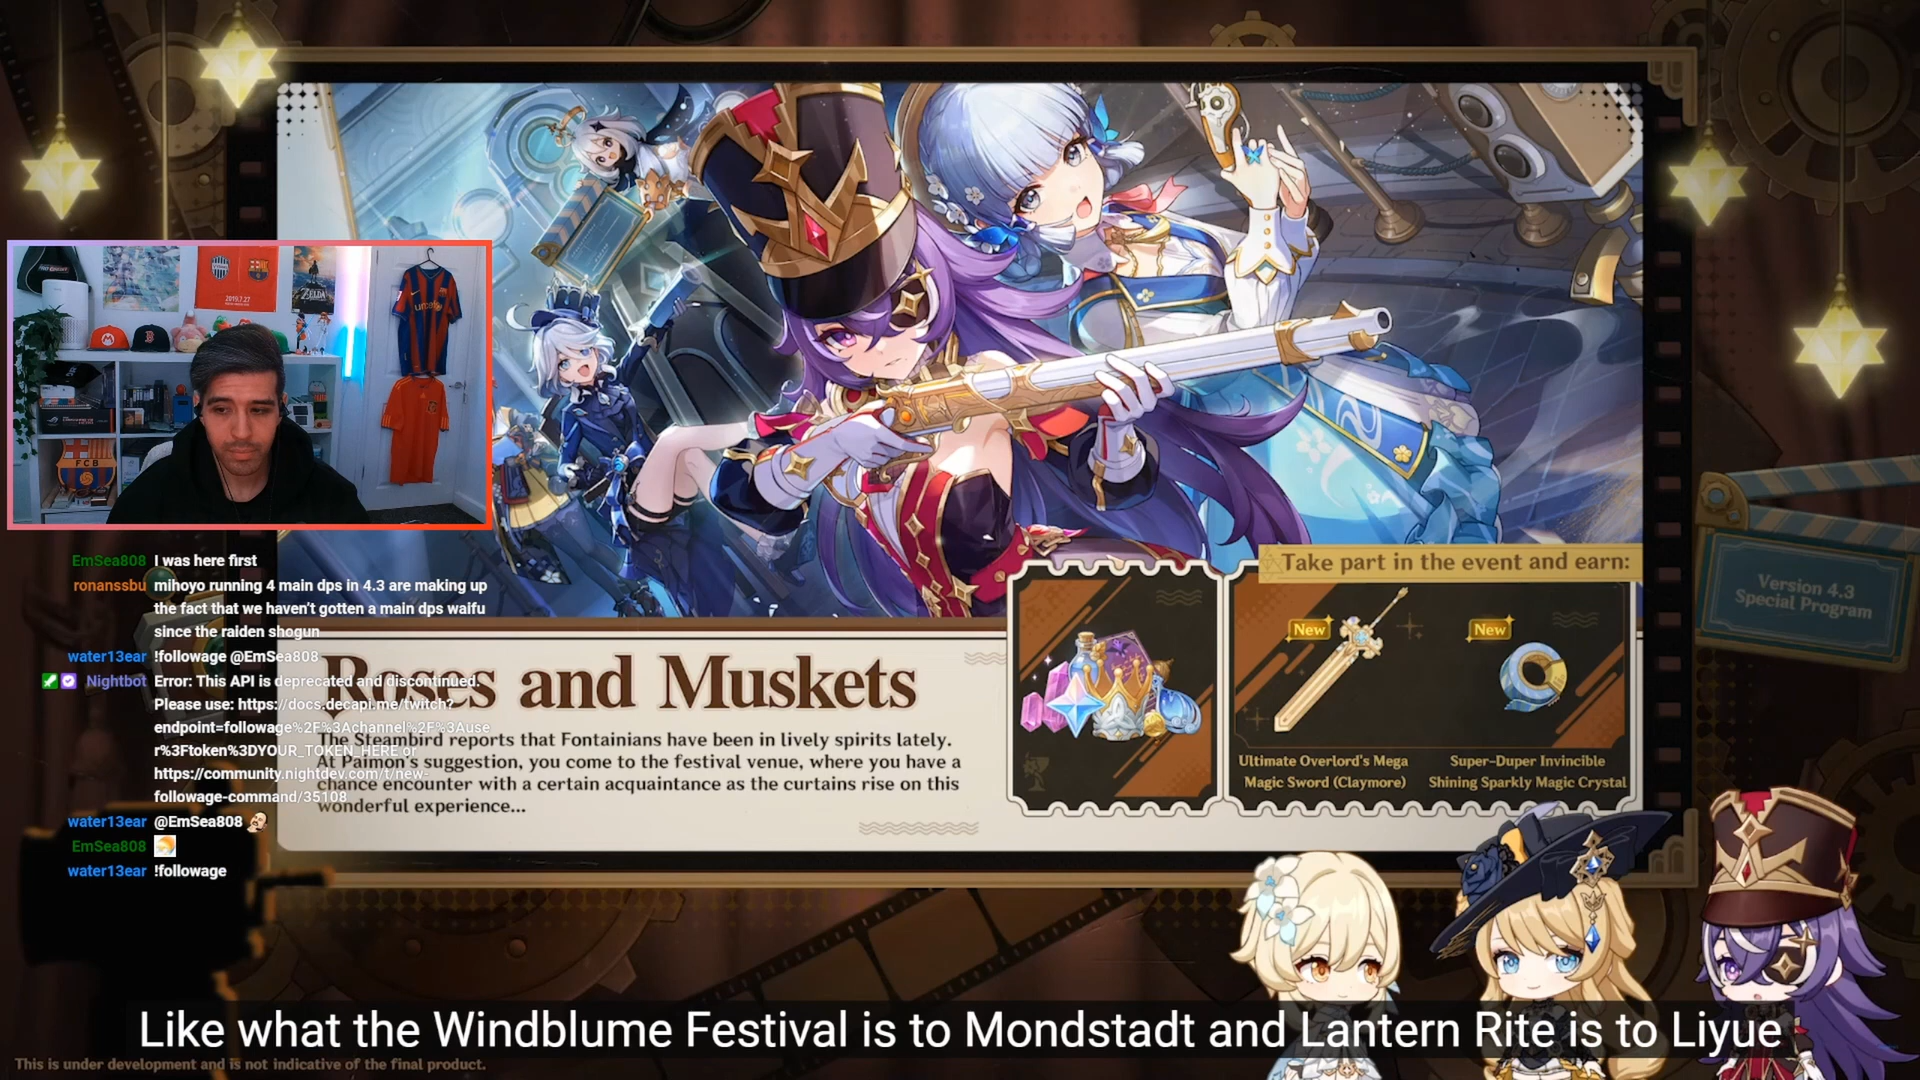 Take part in the event and earn:
New
New
Ultimate Overlord's Mega
Magic Sword (Claymore)
Super-Duper Invincible
Shining Sparkly Magic Crystal
Version 4.3
Special Program
2019.7.27
ZELDA
FCB
EmSea808 I was here first
ronanssbu mihoyo running 4 main dps in 4.3 are making up
the fact that we haven't gotten a main dps waifu
since the raiden shogun
water13ear !followage @EmSea808
Nightbot Error: This API is deprecated and discontinued.
Please use: https://docs.decapi.me/twitch?
endpoint=followage%2F%3Achannel%2F%3Ause
r%3Ftoken%3DYOUR_TOKEN_HERE or
https://community.nightdev.com/t/new-
followage-command/35108
water13ear @EmSea808
EmSea808
water13ear !followage
Roses and Muskets
The Steambird reports that Fontainians have been in lively spirits lately.
At Paimon's suggestion, you come to the festival venue, where you have a
chance encounter with a certain acquaintance as the curtains rise on this
wonderful experience...
Like what the Windblume Festival is to Mondstadt and Lantern Rite is to Liyue
This is under development and is not indicative of the final product.